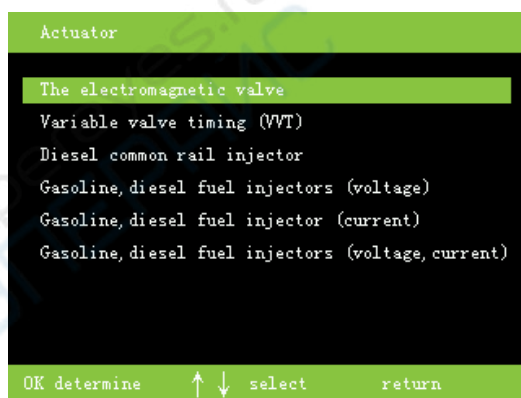 Actuator
The electromagnetic valve
Variable valve timing (VVT)
Diesel common rail injector
Gasoline,diesel fuel injectors (voltage)
Gasoline,diesel fuel injector (current)
Gasoline,diesel fuel injectors (voltage,current)
OK determine ↑ ↓ select return